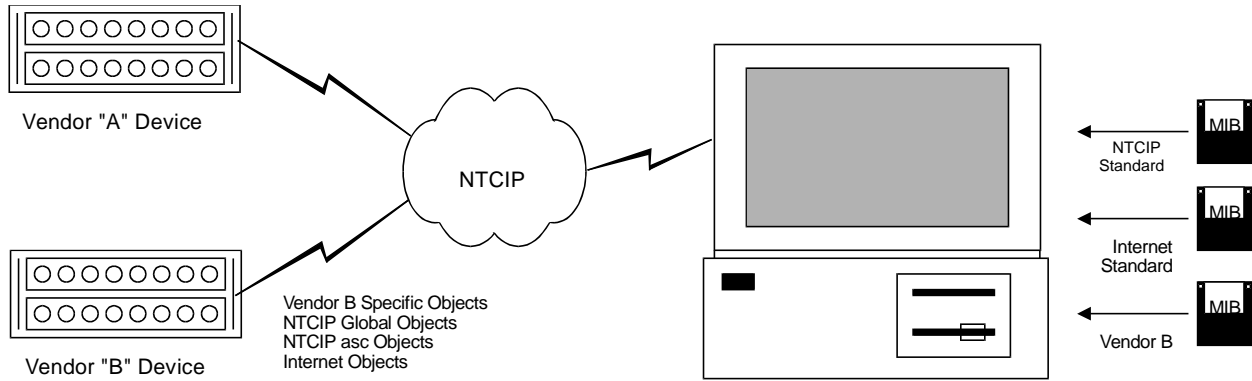 Vendor "A" Device
NTCIP
Vendor "B" Device
Vendor B Specific Objects
NTCIP Global Objects
NTCIP asc Objects
Internet Objects
MIB
NTCIP
Standard
MIB
Internet
Standard
MIB
Vendor B